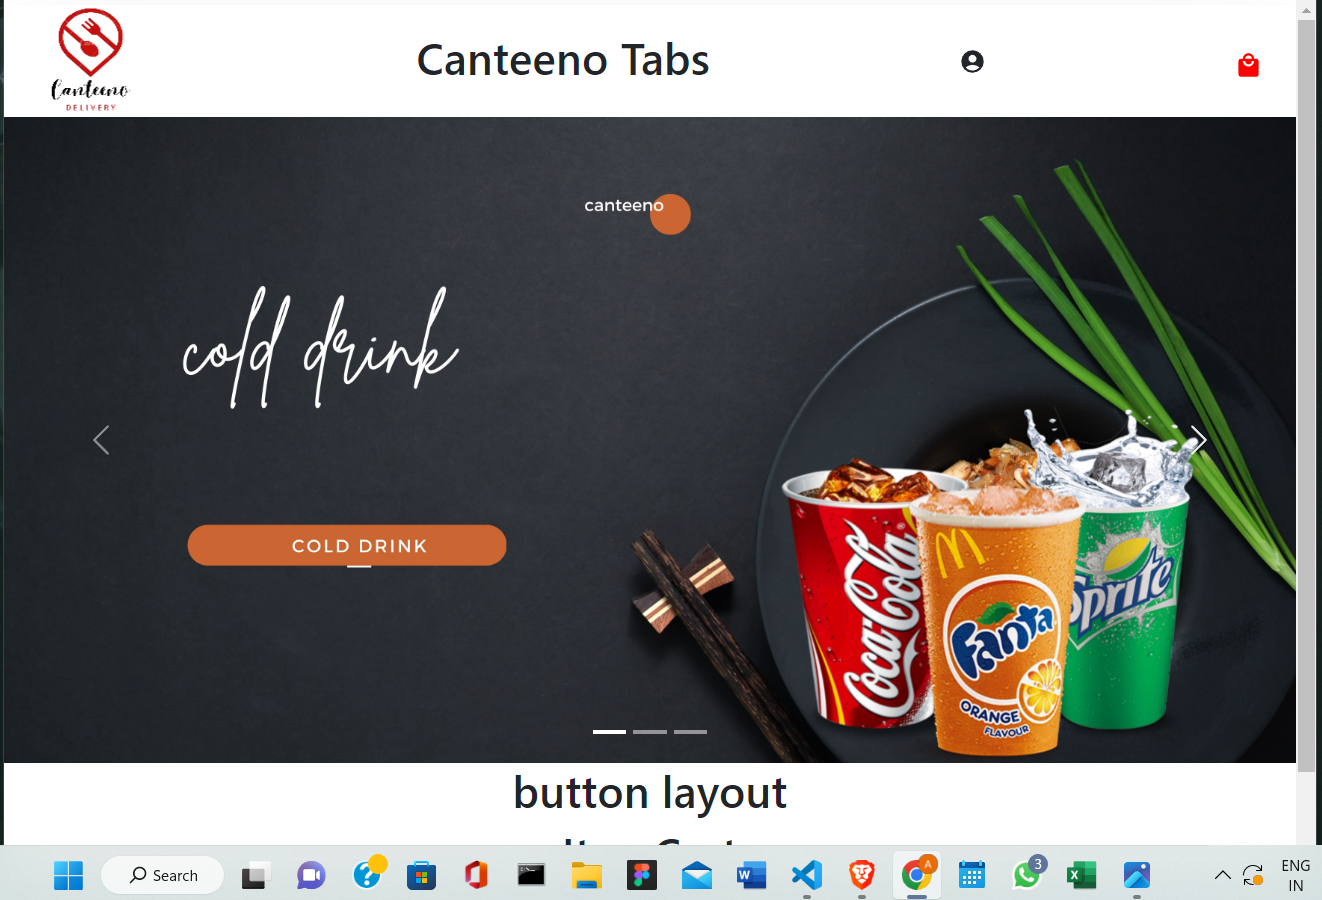 Canteeno
DELIVERY
Canteeno Tabs
canteeno
cold drink
COLD DRINK
Coca-Cola
Fanta
ORANGE
FLAVOUR
Sprite
button layout
Search
A
3
ENG
IN